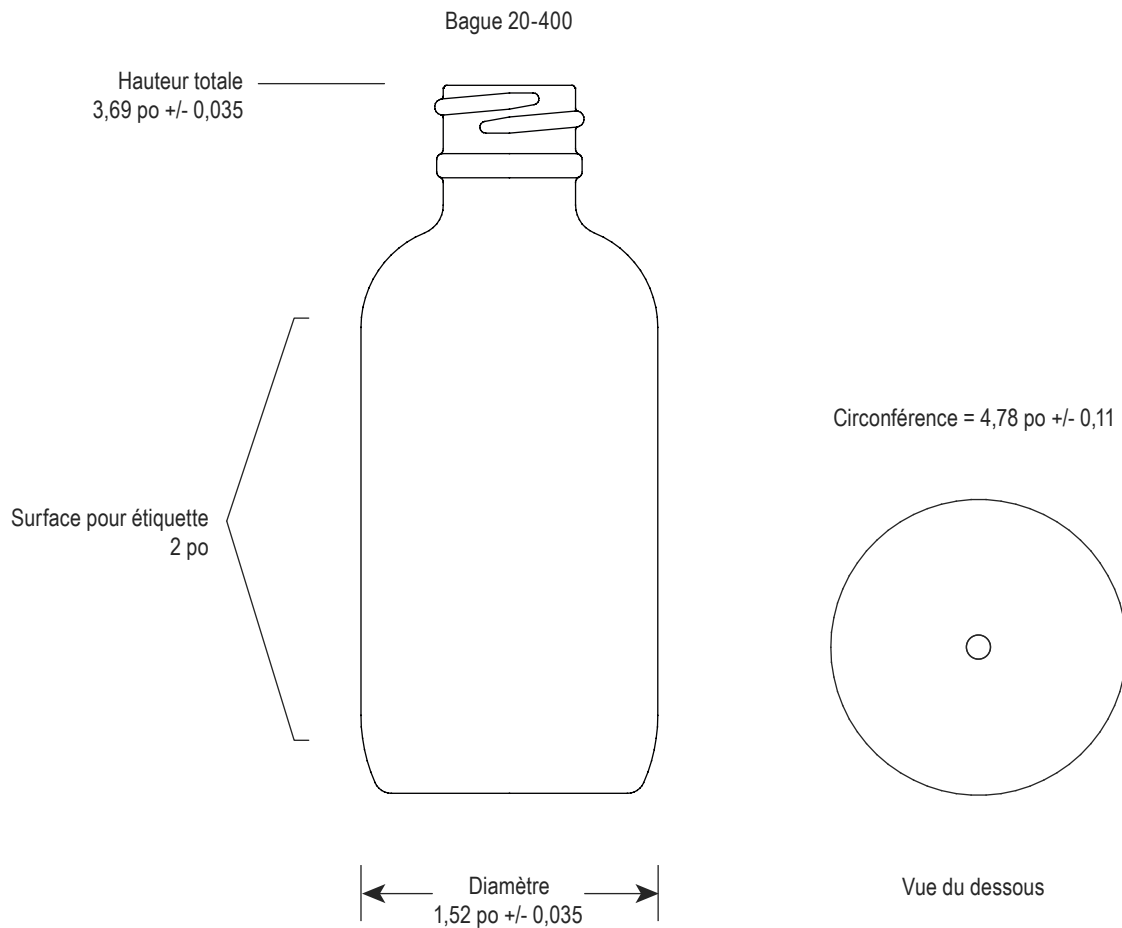 Bague 20-400
Hauteur totale
3,69 po +/- 0,035
Circonférence = 4,78 po +/- 0,11
Surface pour étiquette
2 po
Diamètre
1,52 po +/- 0,035
Vue du dessous